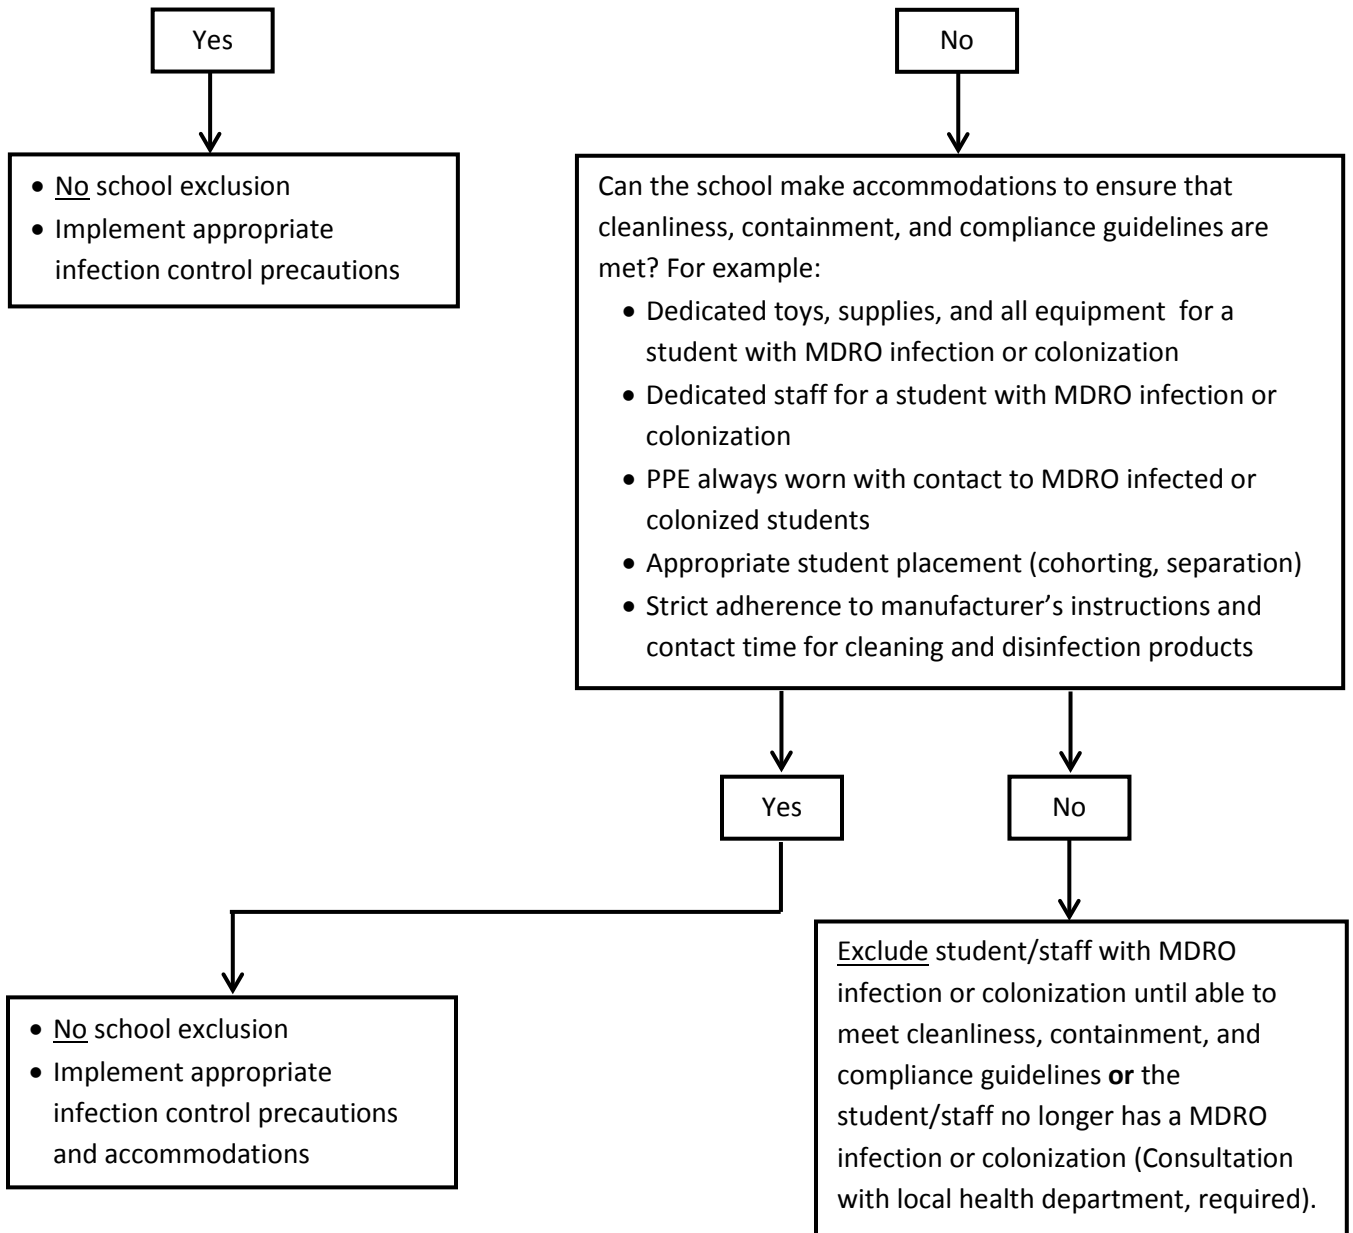 Yes
No
• No school exclusion
• Implement appropriate
infection control precautions
Can the school make accommodations to ensure that
cleanliness, containment, and compliance guidelines are
met? For example:
• Dedicated toys, supplies, and all equipment for a
student with MDRO infection or colonization
• Dedicated staff for a student with MDRO infection or
colonization
• PPE always worn with contact to MDRO infected or
colonized students
• Appropriate student placement (cohorting, separation)
• Strict adherence to manufacturer’s instructions and
contact time for cleaning and disinfection products
Yes
No
• No school exclusion
• Implement appropriate
infection control precautions
and accommodations
Exclude student/staff with MDRO
infection or colonization until able to
meet cleanliness, containment, and
compliance guidelines or the
student/staff no longer has a MDRO
infection or colonization (Consultation
with local health department, required).